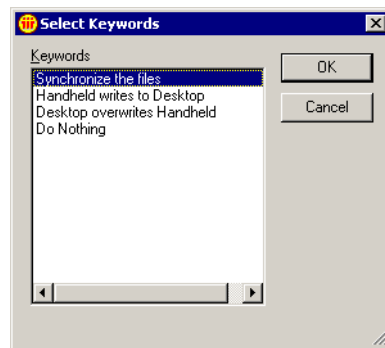 Select Keywords
Keywords
OK
Synchronize the files
Handheld writes to Desktop
Cancel
Desktop overwrites Handheld
Do Nothing